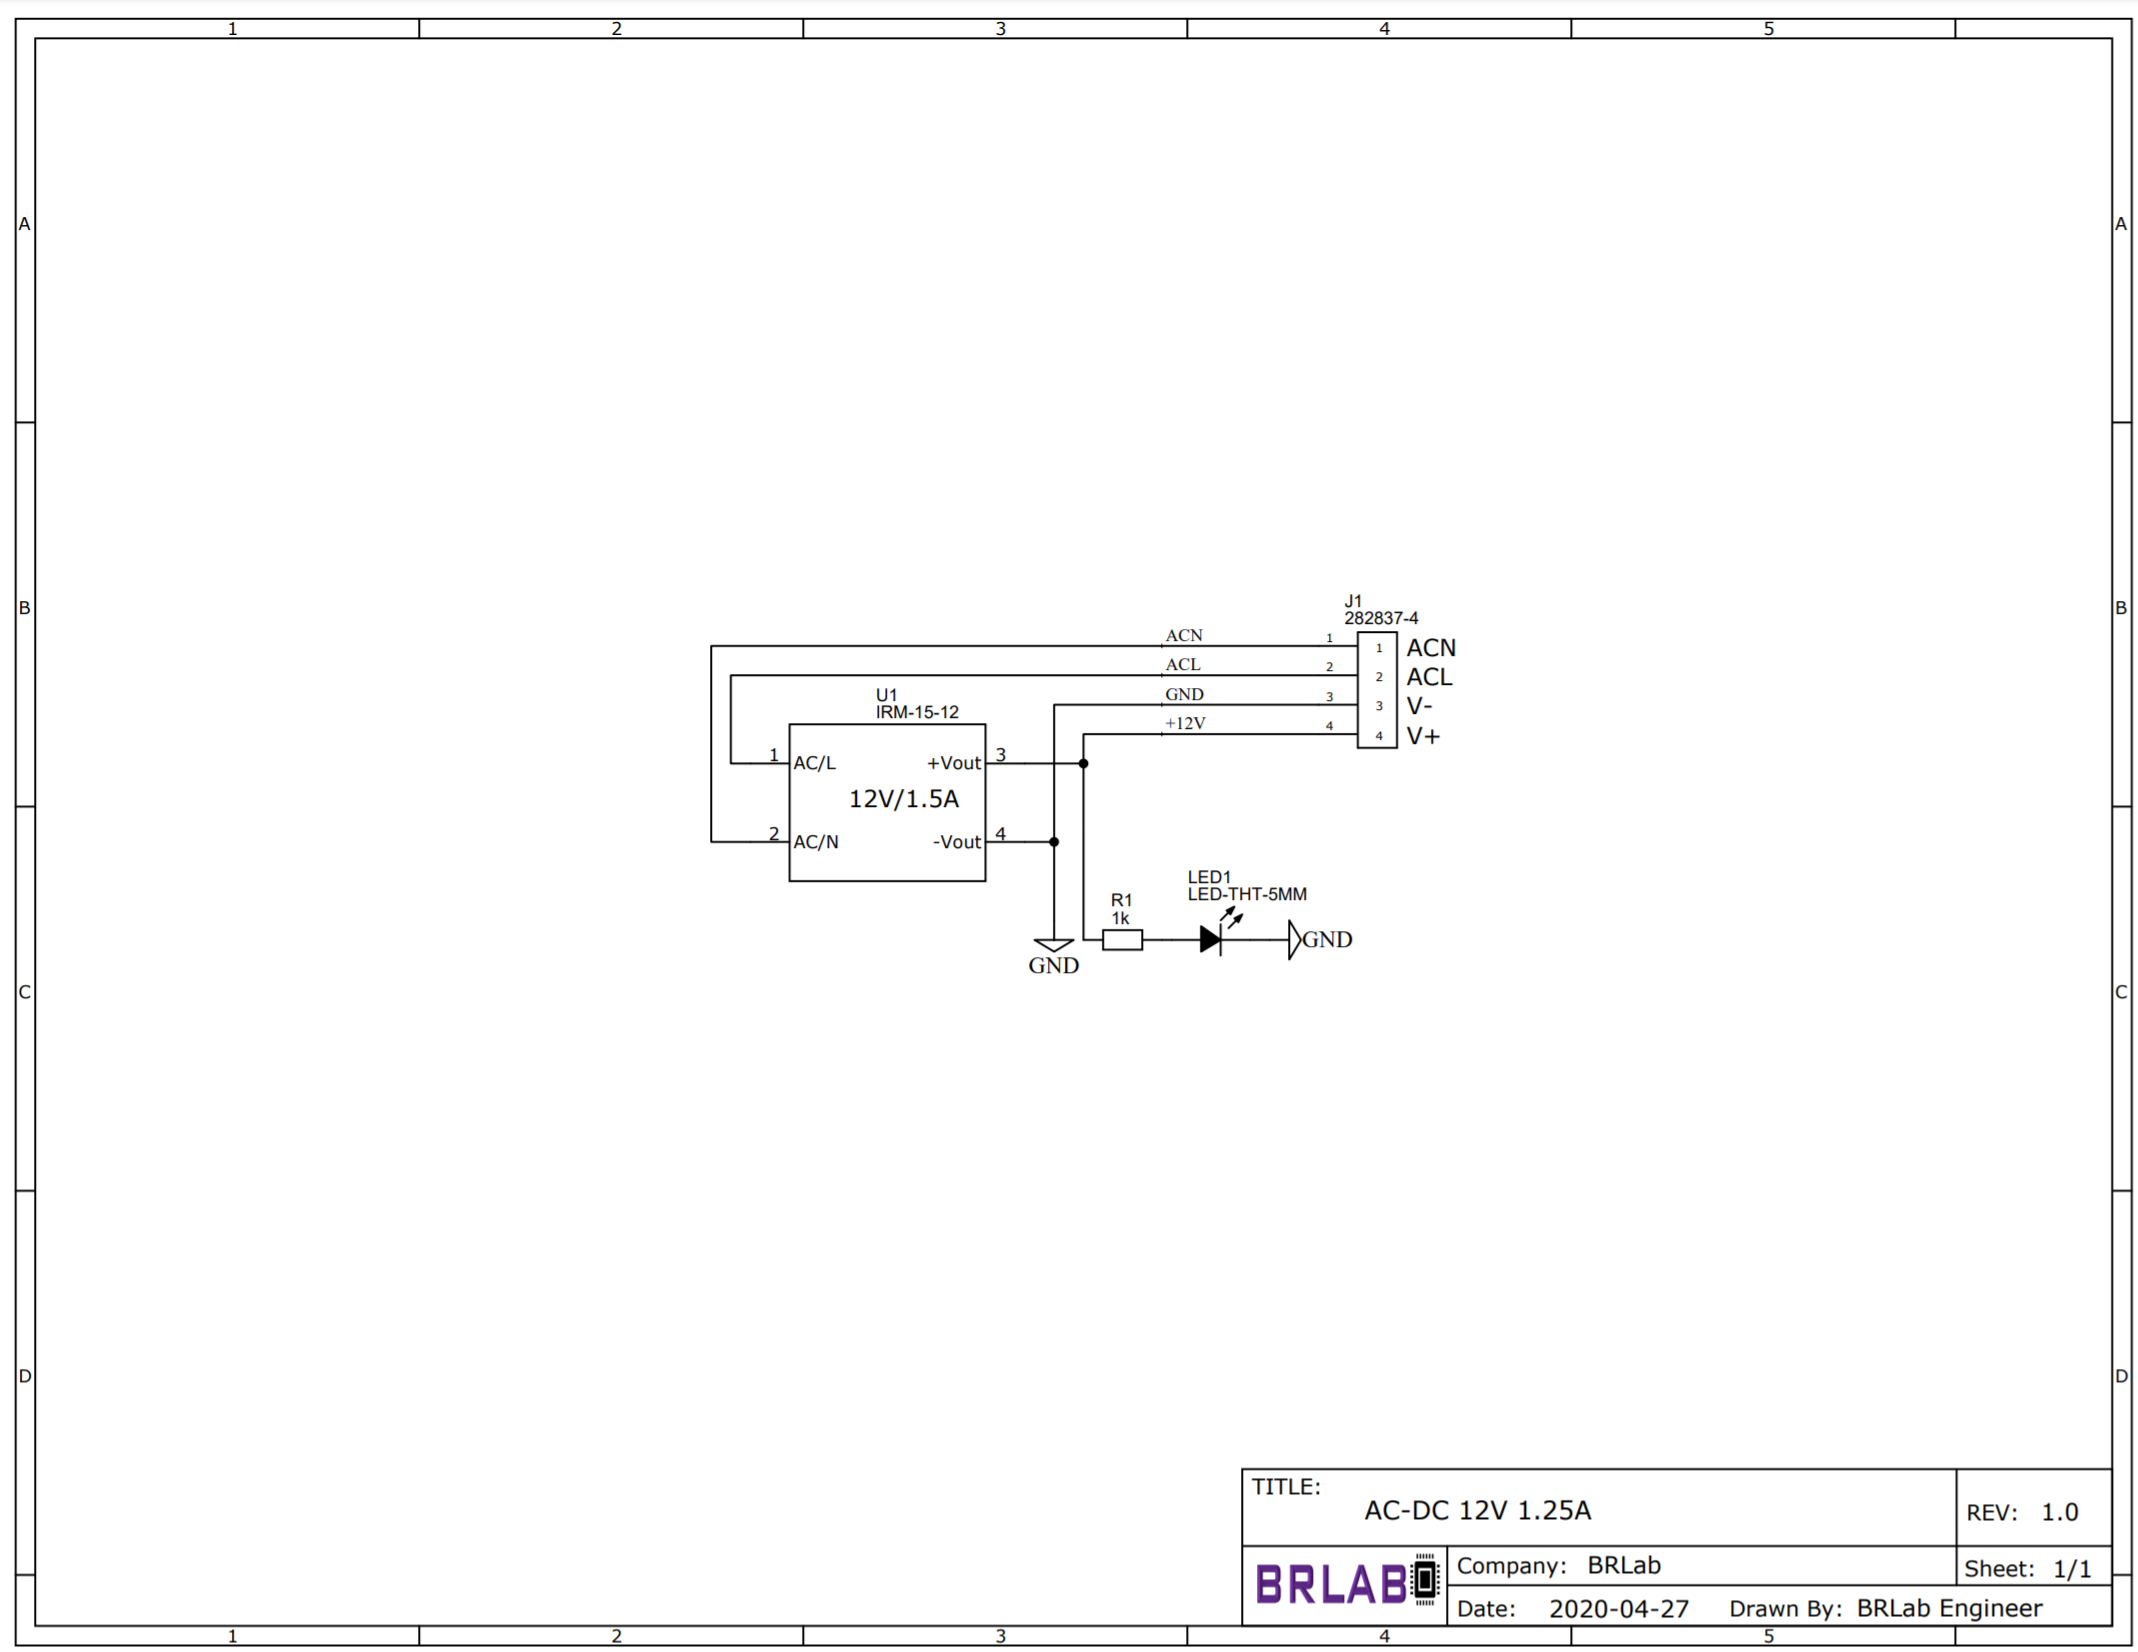 1 2 3 4 5
A A
J1
B B
282837-4
ACN 1 1 ACN
ACL 2 2 ACL
U1 GND 3 3 V-
IRM-15-12 +12V 4 4 V+
1 AC/L +Vout 3
12V/1.5A
2 AC/N -Vout 4
LED1
R1 LED-THT-5MM
1k
GND
GND
C C
D D
TITLE:
AC-DC 12V 1.25A
REV: 1.0
BRLAB
Company: BRLab
Sheet: 1/1
Date: 2020-04-27 Drawn By: BRLab Engineer
1 2 3 4 5